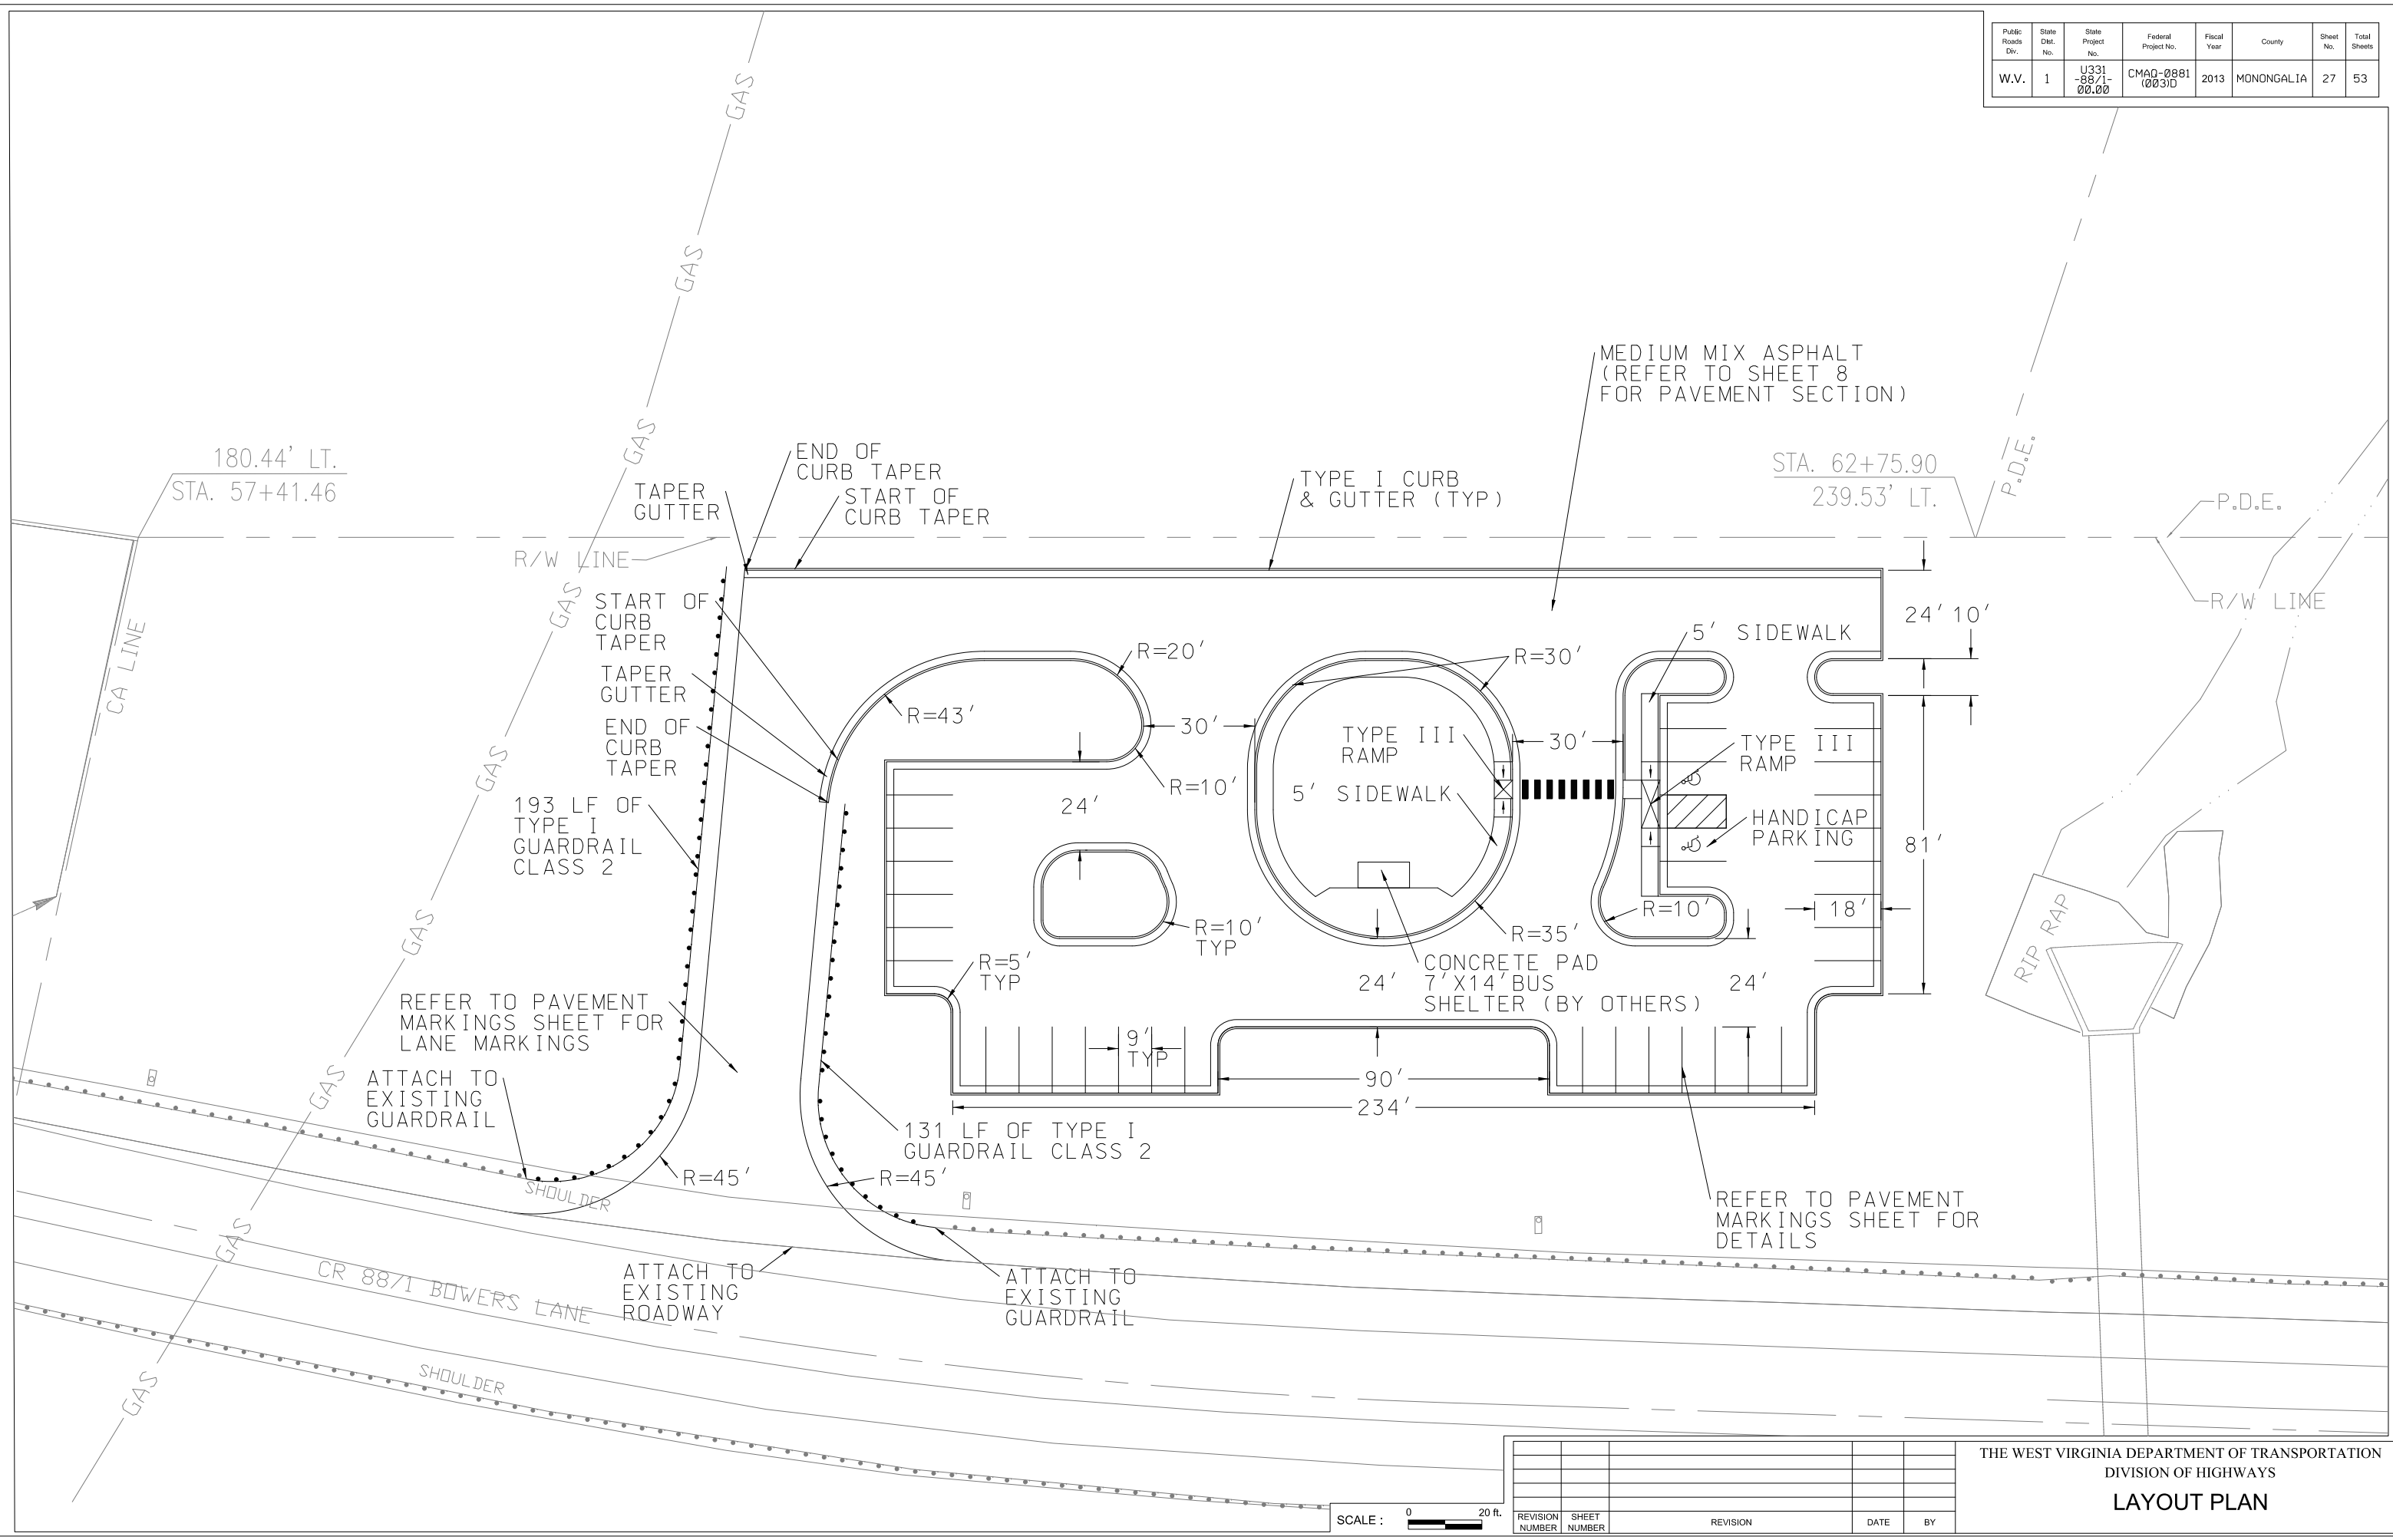 Public Roads Div.
State Dist. No.
State Project No.
Federal Project No.
Fiscal Year
County
Sheet No.
Total Sheets
W.V.
1
U331
-88/1-
00.00
CMAQ-0881
(003)D
2013
MONONGALIA
27
53
GAS
GAS
GAS
GAS
GAS
GAS
GAS
GAS
GAS
MEDIUM MIX ASPHALT
(REFER TO SHEET 8
FOR PAVEMENT SECTION)
180.44' LT.
STA. 57+41.46
END OF
CURB TAPER
TAPER
GUTTER
START OF
CURB TAPER
TYPE I CURB
& GUTTER (TYP)
STA. 62+75.90
239.53' LT.
P.D.E.
P.D.E.
R/W LINE
R/W LINE
CA LINE
START OF
CURB
TAPER
TAPER
GUTTER
END OF
CURB
TAPER
R=20'
R=43'
30'
R=10'
24'
R=30'
5' SIDEWALK
24'
10'
TYPE III
RAMP
30'
TYPE III
RAMP
5' SIDEWALK
HANDICAP
PARKING
81'
193 LF OF
TYPE I
GUARDRAIL
CLASS 2
R=10'
TYP
R=10'
18'
R=35'
R=5'
TYP
24'
CONCRETE PAD
7'X14'BUS
SHELTER (BY OTHERS)
24'
RIP RAP
REFER TO PAVEMENT
MARKINGS SHEET FOR
LANE MARKINGS
9'
TYP
90'
234'
ATTACH TO
EXISTING
GUARDRAIL
131 LF OF TYPE I
GUARDRAIL CLASS 2
R=45'
R=45'
SHOULDER
REFER TO PAVEMENT
MARKINGS SHEET FOR
DETAILS
CR 88/1 BOWERS LANE
ATTACH TO
EXISTING
ROADWAY
ATTACH TO
EXISTING
GUARDRAIL
SHOULDER
SCALE :
0
20 ft.
REVISION NUMBER
SHEET NUMBER
REVISION
DATE
BY
THE WEST VIRGINIA DEPARTMENT OF TRANSPORTATION
DIVISION OF HIGHWAYS
LAYOUT PLAN